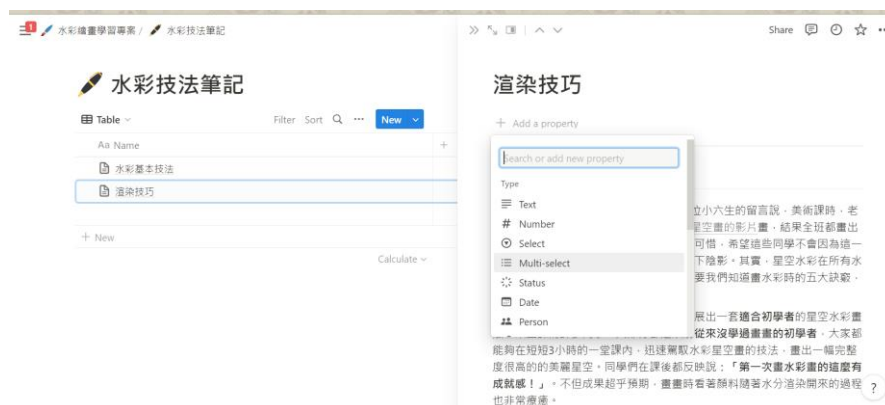 1
水彩繪畫學習專案 / 水彩技法筆記
Share
水彩技法筆記
Table
Filter Sort
New
Aa Name
水彩基本技法
渲染技巧
+ New
Calculate
渲染技巧
+ Add a property
Search or add new property
Type
Text
# Number
Select
Multi-select
Status
Date
Person
位小六生的留言說,美術課時,老
星空畫的影片畫,結果全班都畫出
可惜,希望這些同學不會因為這一
下陰影。其實,星空水彩在所有水
要我們知道畫水彩時的五大訣竅,
展出一套適合初學者的星空水彩畫
從來沒學過畫畫的初學者,大家都
能夠在短短3小時的一堂課內,迅速駕馭水彩星空畫的技法,畫出一幅完整
度很高的的美麗星空。同學們在課後都反映說:「第一次畫水彩畫的這麼有
成就感!」。不但成果超乎預期,畫畫時看著顏料隨著水分渲染開來的過程
也非常療癒。
?